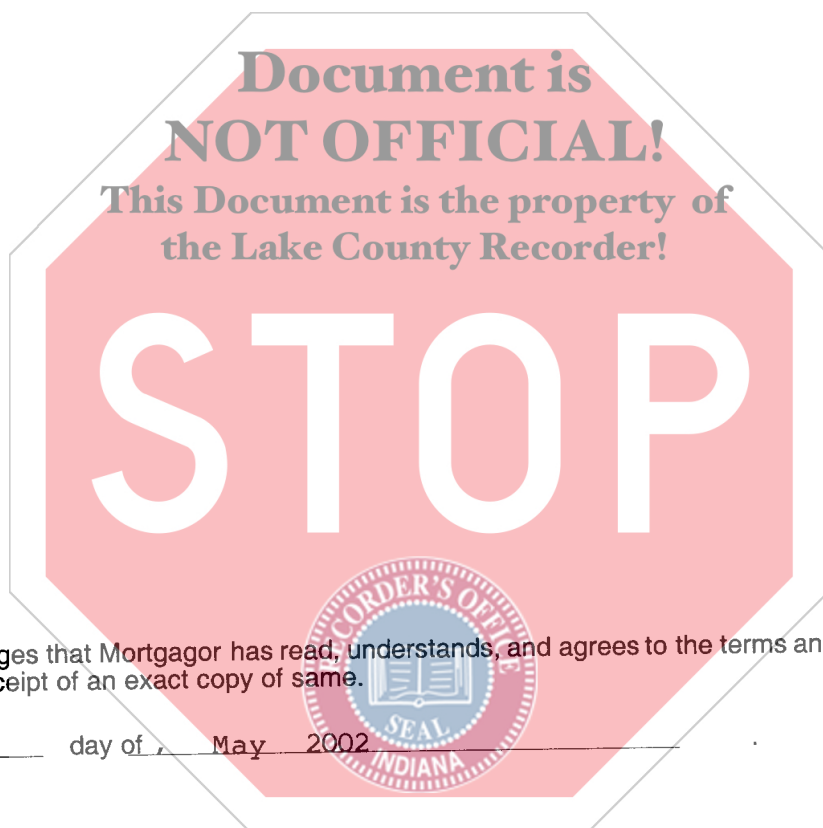 Document is
NOT OFFICIAL!
This Document is the property of
the Lake County Recorder!
STOP
RECORDER'S OFFICE
ges that Mortgagor has read, understands, and agrees to the terms an
ceipt of an exact copy of same.
SEAL
day of , May 2002 .
INDIANA